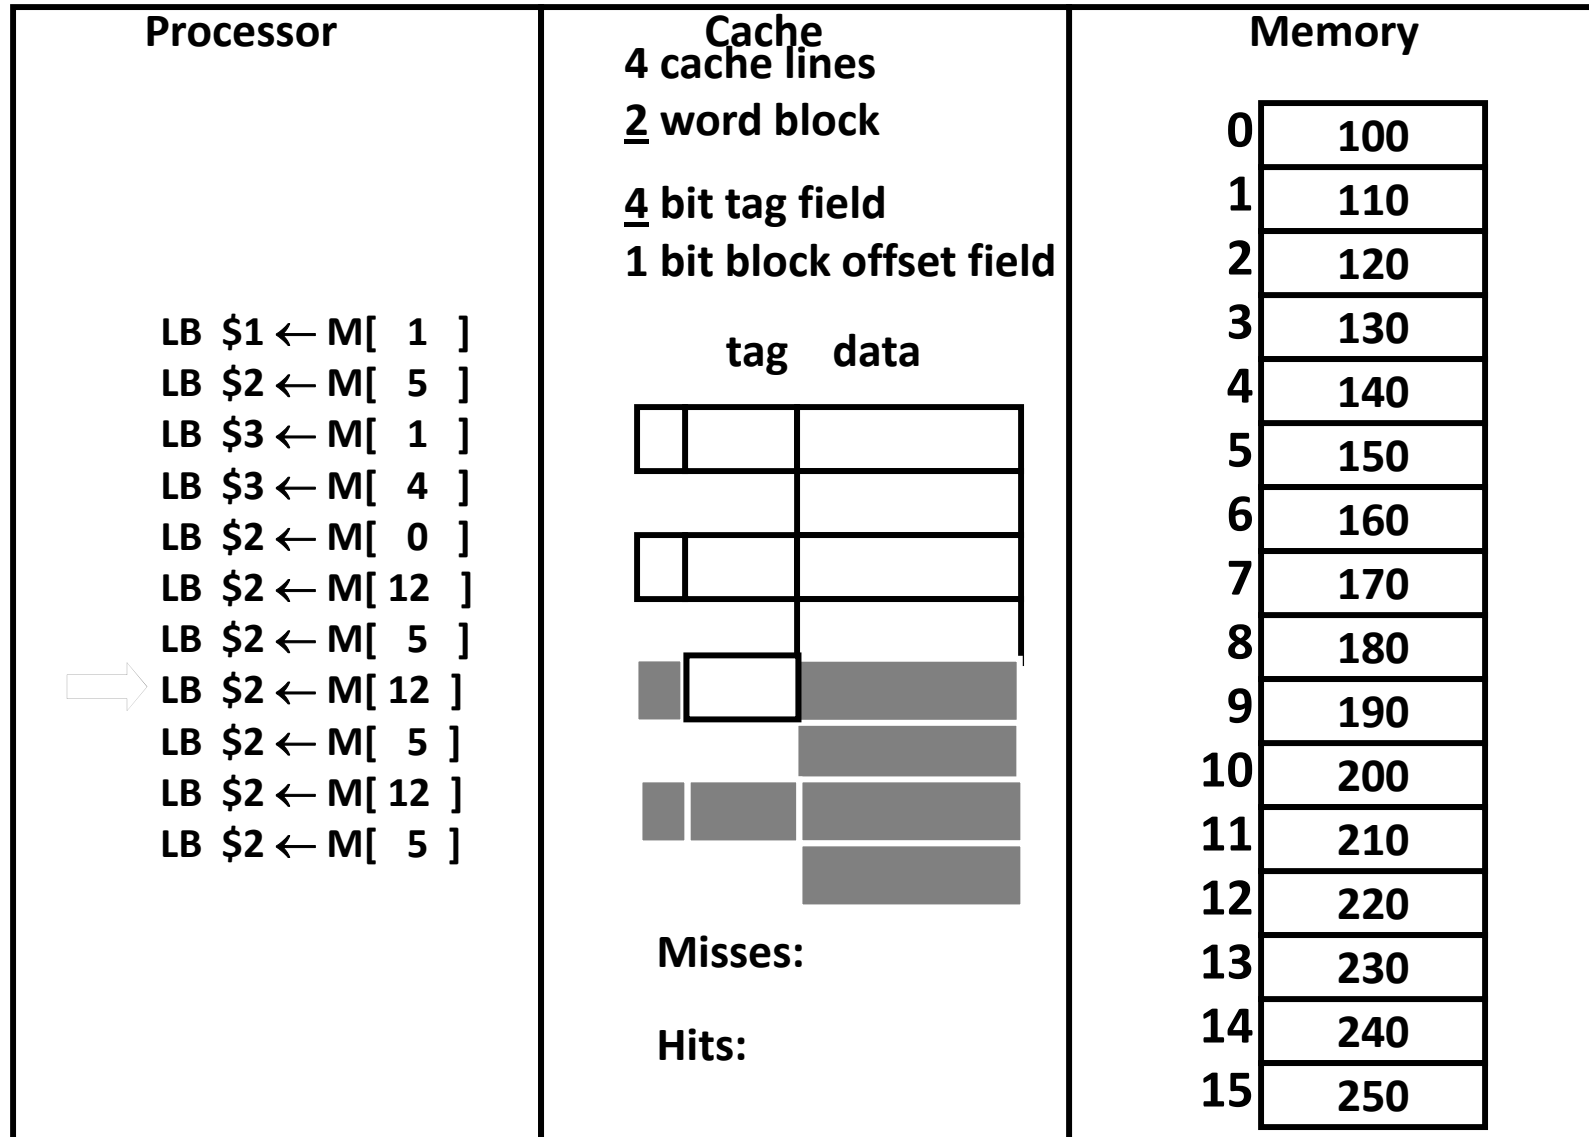 Processor
LB $1 ← M[ 1 ]
LB $2 ← M[ 5 ]
LB $3 ← M[ 1 ]
LB $3 ← M[ 4 ]
LB $2 ← M[ 0 ]
LB $2 ← M[ 12 ]
LB $2 ← M[ 5 ]
LB $2 ← M[ 12 ]
LB $2 ← M[ 5 ]
LB $2 ← M[ 12 ]
LB $2 ← M[ 5 ]
Cache
4 cache lines
2 word block
4 bit tag field
1 bit block offset field
tag data
Misses:
Hits:
Memory
0 100
1 110
2 120
3 130
4 140
5 150
6 160
7 170
8 180
9 190
10 200
11 210
12 220
13 230
14 240
15 250